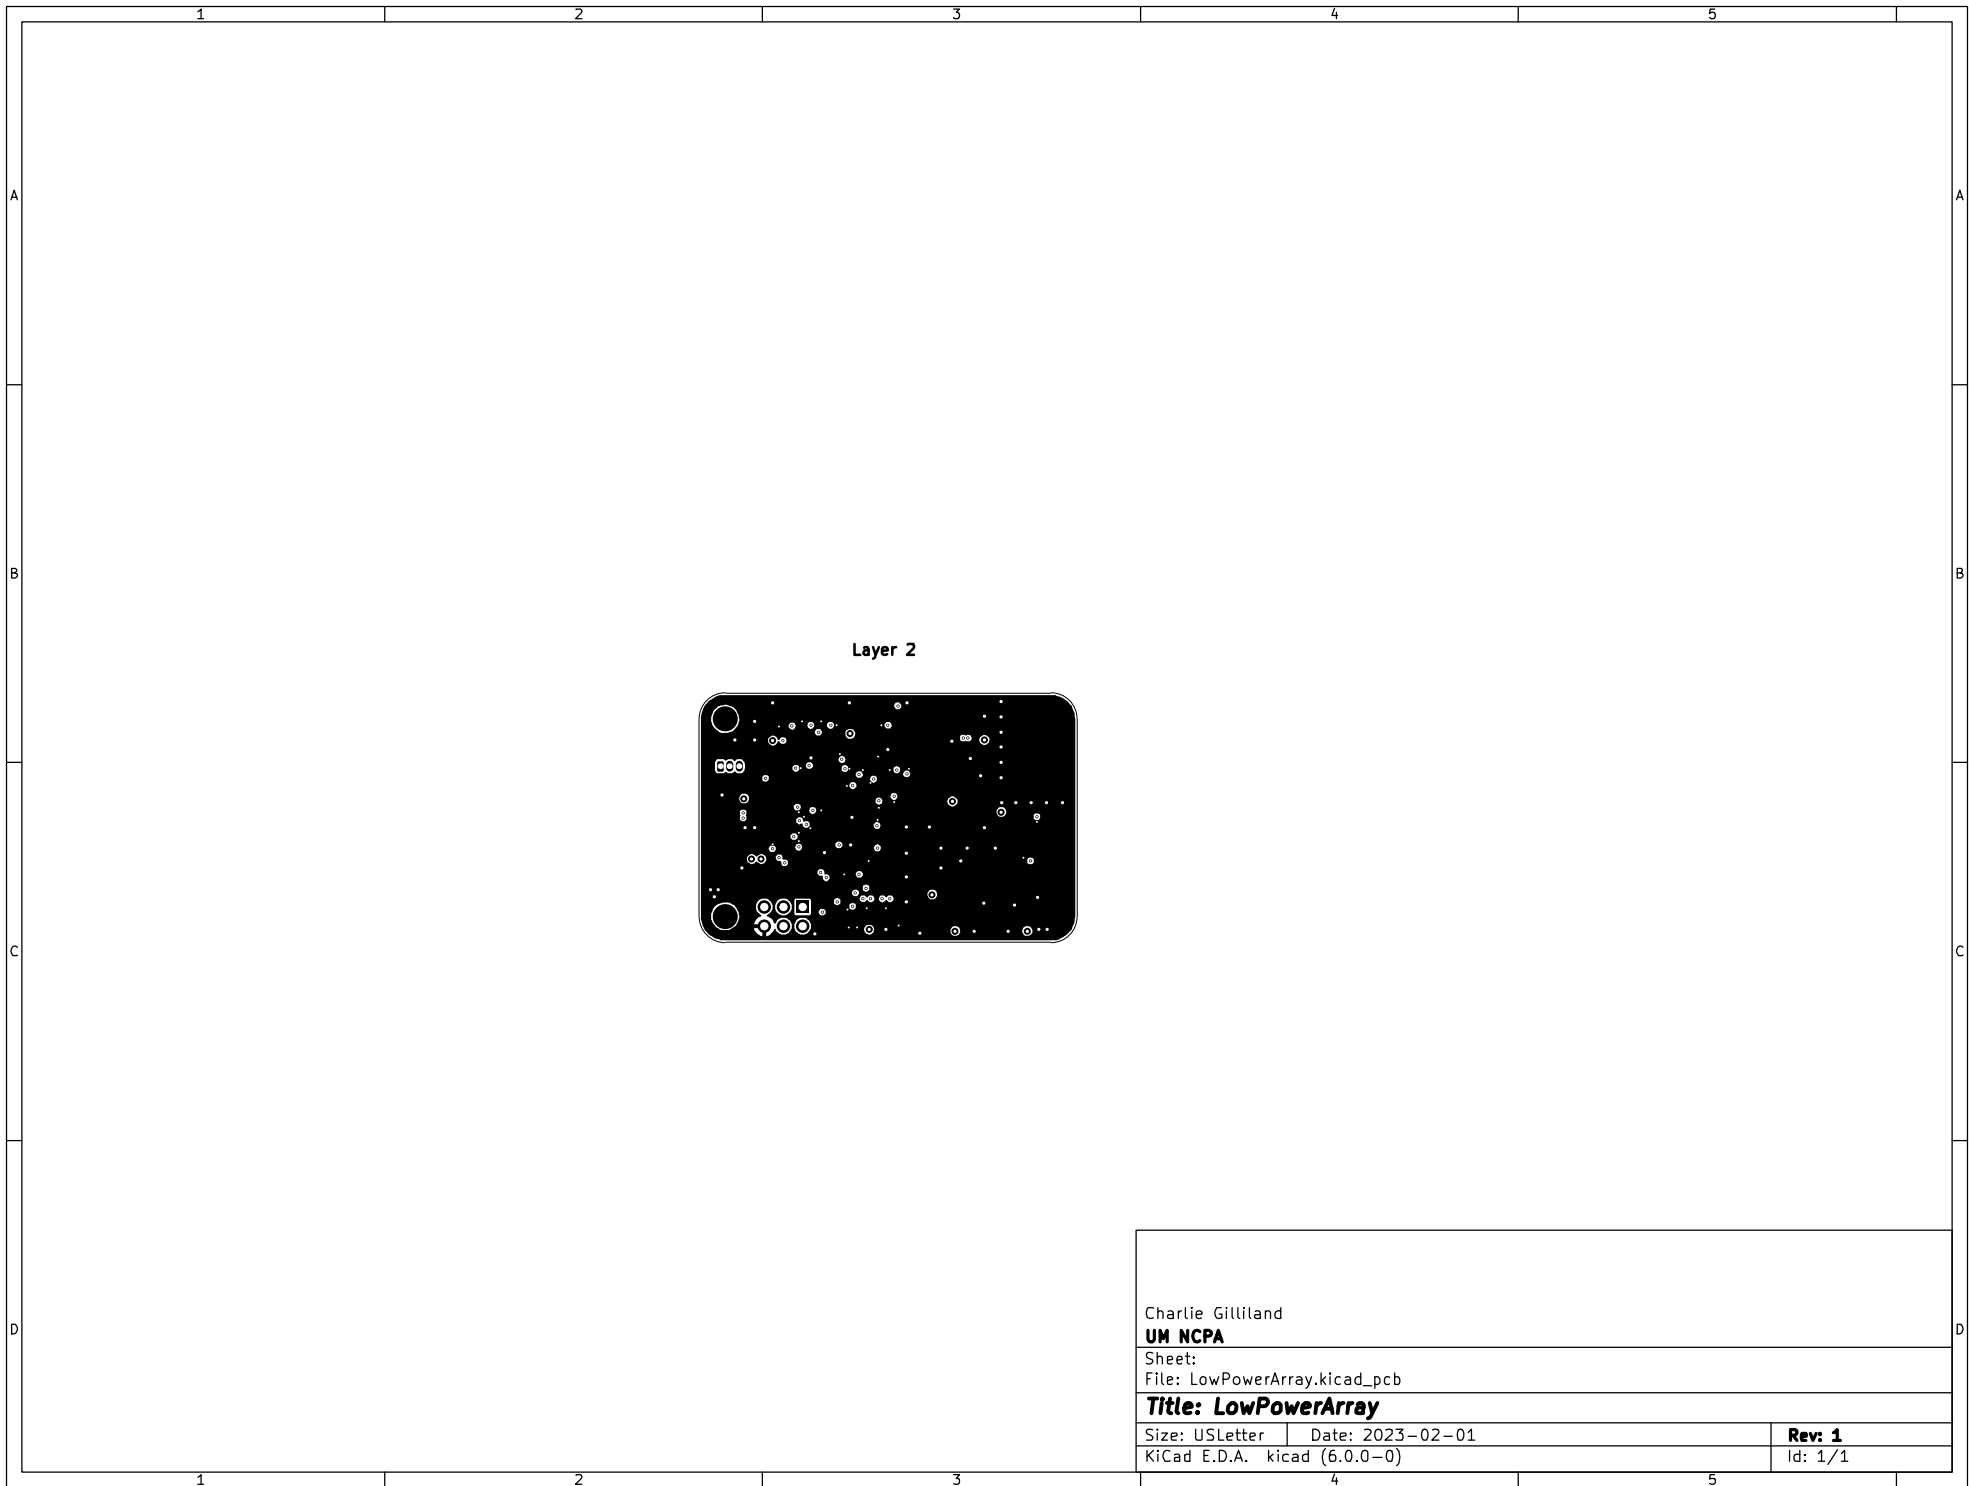 1 2 3 4 5
A A
B B
Layer 2
C C
Charlie Gilliland
D D
UM NCPA
Sheet:
File: LowPowerArray.kicad_pcb
Title: LowPowerArray
Size: USLetter Date: 2023-02-01 Rev: 1
KiCad E.D.A. kicad (6.0.0-0) Id: 1/1
1 2 3 4 5